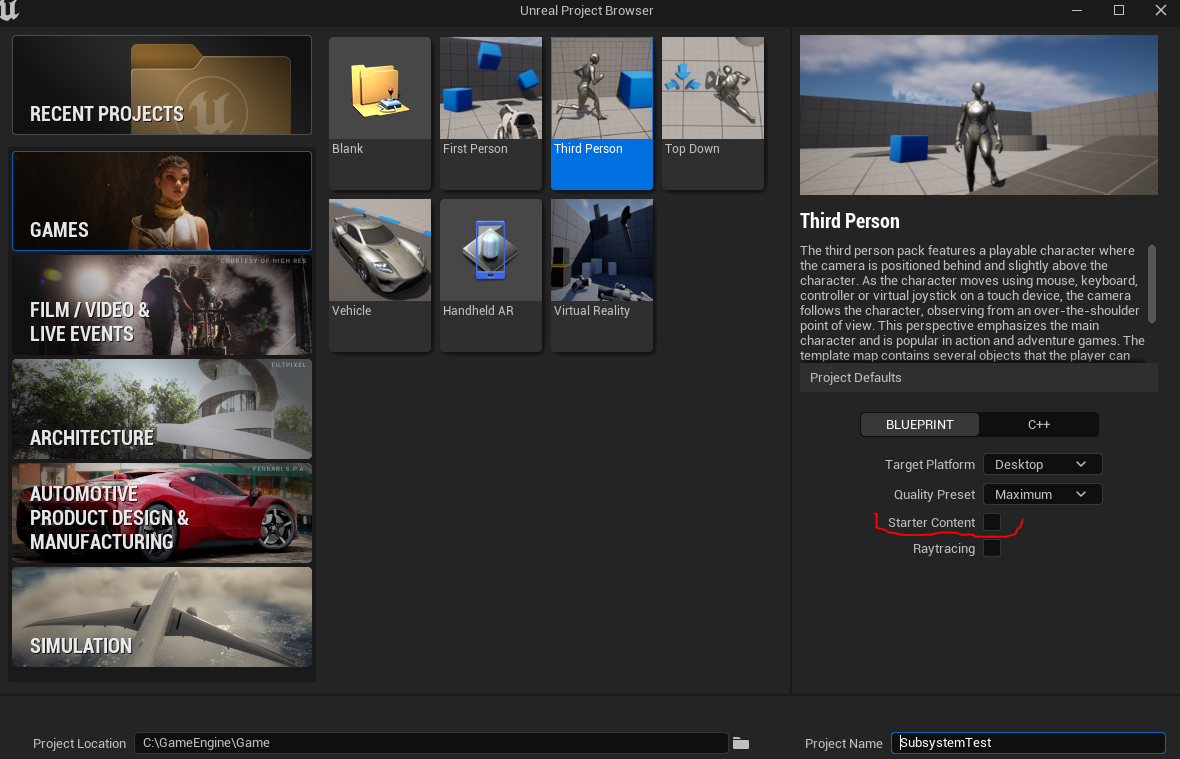 Unreal Project Browser
RECENT PROJECTS
GAMES
COURTESY OF HIGH RES
FILM / VIDEO &
LIVE EVENTS
TILTPIXEL
ARCHITECTURE
FERRARI S.P.A.
AUTOMOTIVE
PRODUCT DESIGN &
MANUFACTURING
SIMULATION
Blank
First Person
Third Person
Top Down
Vehicle
Handheld AR
Virtual Reality
Third Person
The third person pack features a playable character where
the camera is positioned behind and slightly above the
character. As the character moves using mouse, keyboard,
controller or virtual joystick on a touch device, the camera
follows the character, observing from an over-the-shoulder
point of view. This perspective emphasizes the main
character and is popular in action and adventure games. The
template map contains several objects that the player can
Project Defaults
BLUEPRINT
C++
Target Platform
Desktop
Quality Preset
Maximum
Starter Content
Raytracing
Project Location
C:\GameEngine\Game
Project Name
SubsystemTest